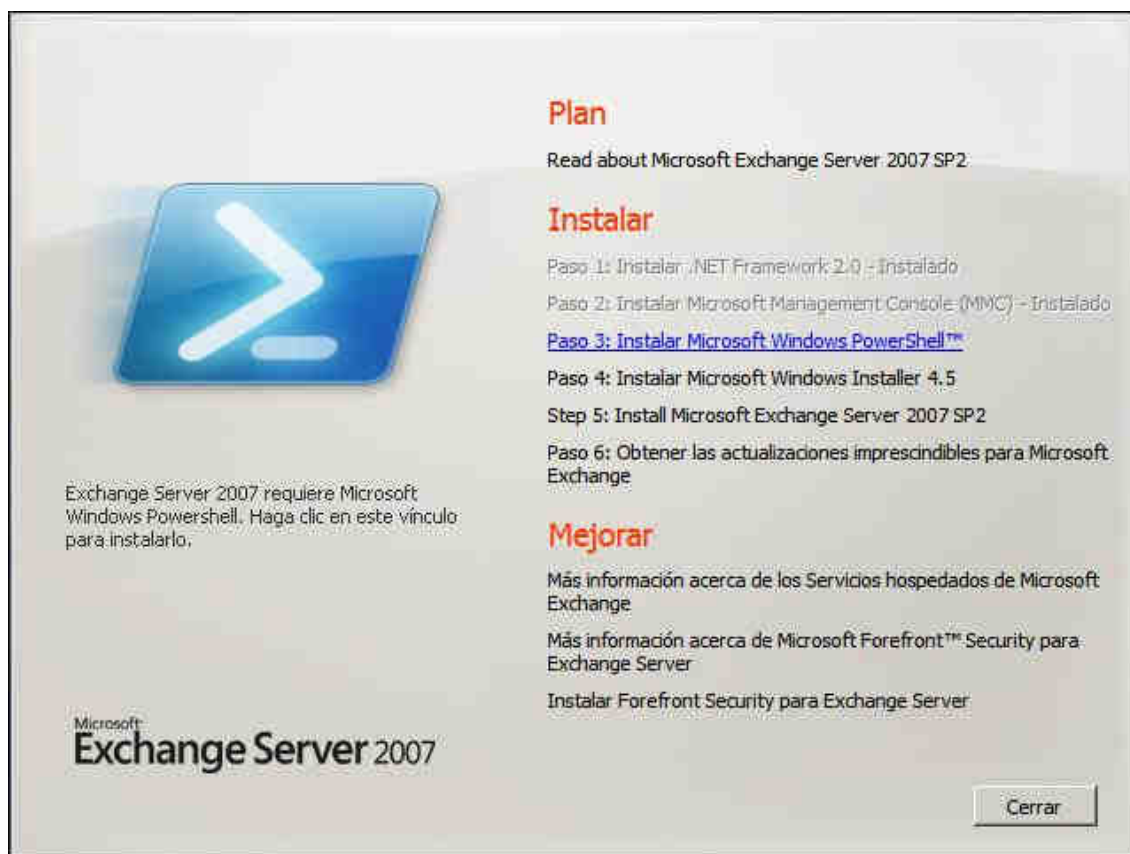 Plan
Read about Microsoft Exchange Server 2007 SP2
Instalar
Paso 1: Instalar .NET Framework 2.0 - Instalado
Paso 2: Instalar Microsoft Management Console (MMC) - Instalado
Paso 3: Instalar Microsoft Windows PowerShell™
Paso 4: Instalar Microsoft Windows Installer 4.5
Step 5: Install Microsoft Exchange Server 2007 SP2
Paso 6: Obtener las actualizaciones imprescindibles para Microsoft
Exchange
Exchange Server 2007 requiere Microsoft
Windows Powershell. Haga clic en este vínculo
para instalarlo.
Mejorar
Más información acerca de los Servicios hospedados de Microsoft
Exchange
Más información acerca de Microsoft Forefront™ Security para
Exchange Server
Instalar Forefront Security para Exchange Server
Microsoft
Exchange Server 2007
Cerrar